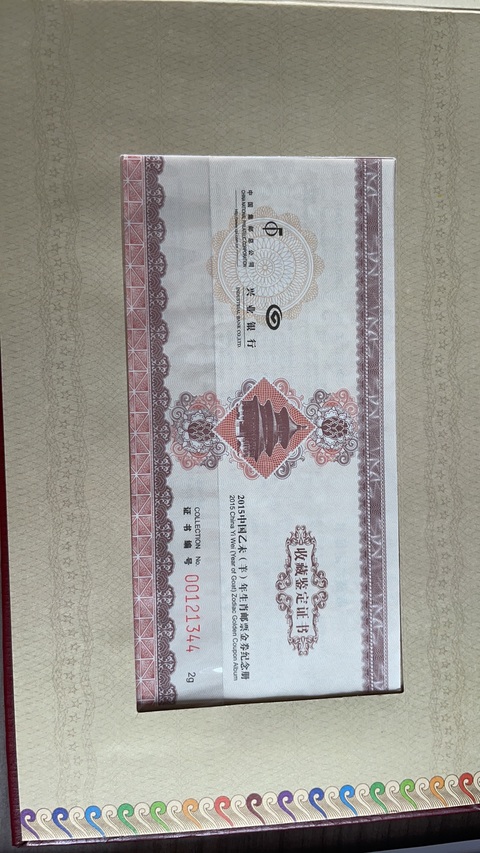 中国集邮总公司
CHINA NATIONAL PHILATELIC CORPORATION
兴业银行
INDUSTRIAL BANK CO.,LTD.
收藏鉴定证书
2015中国乙未（羊）年生肖邮票金券纪念册
2015 China Yi Wei (Year of Goat) Zodiac Golden Coupon Album
COLLECTION No.
证书编号 00121344
2g